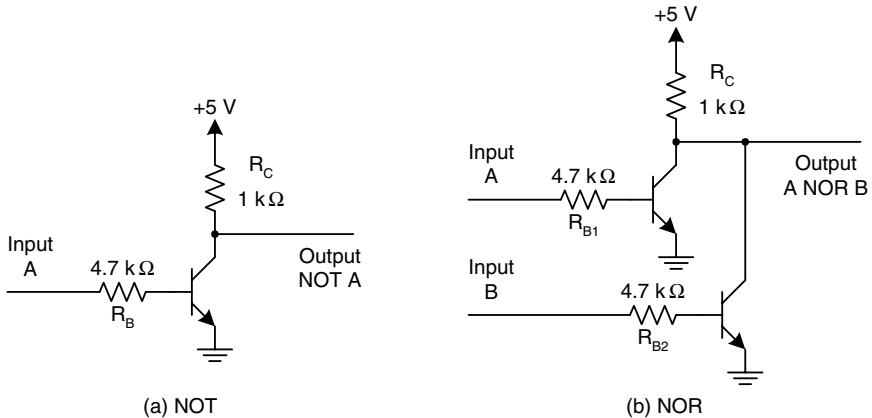 +5 V
R_C
1 kΩ
Input
A
4.7 kΩ
R_B
Output
NOT A
(a) NOT
+5 V
R_C
1 kΩ
Input
A
4.7 kΩ
R_B1
Output
A NOR B
Input
B
4.7 kΩ
R_B2
(b) NOR